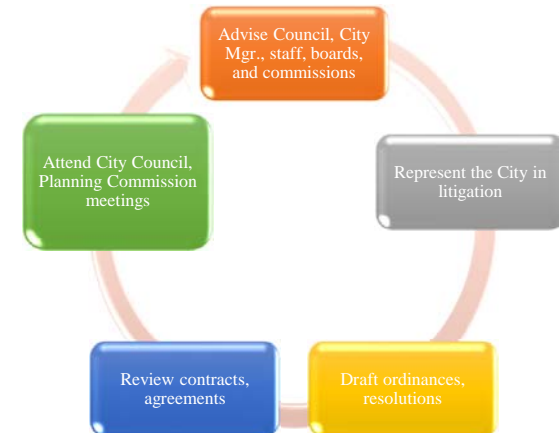 Advise Council, City
Mgr., staff, boards,
and commissions
Represent the City in
litigation
Draft ordinances,
resolutions
Review contracts,
agreements
Attend City Council,
Planning Commission
meetings